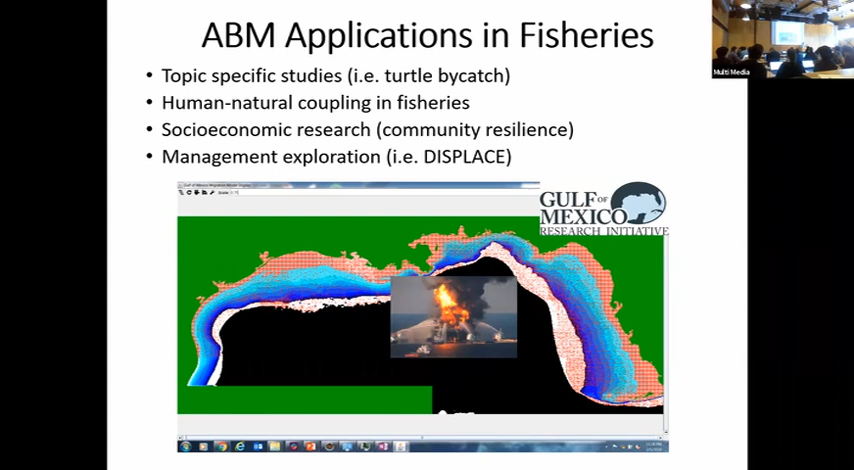 ABM Applications in Fisheries
Multi Media
• Topic specific studies (i.e. turtle bycatch)
• Human-natural coupling in fisheries
• Socioeconomic research (community resilience)
• Management exploration (i.e. DISPLACE)
GULF OF
MEXICO
RESEARCH INITIATIVE